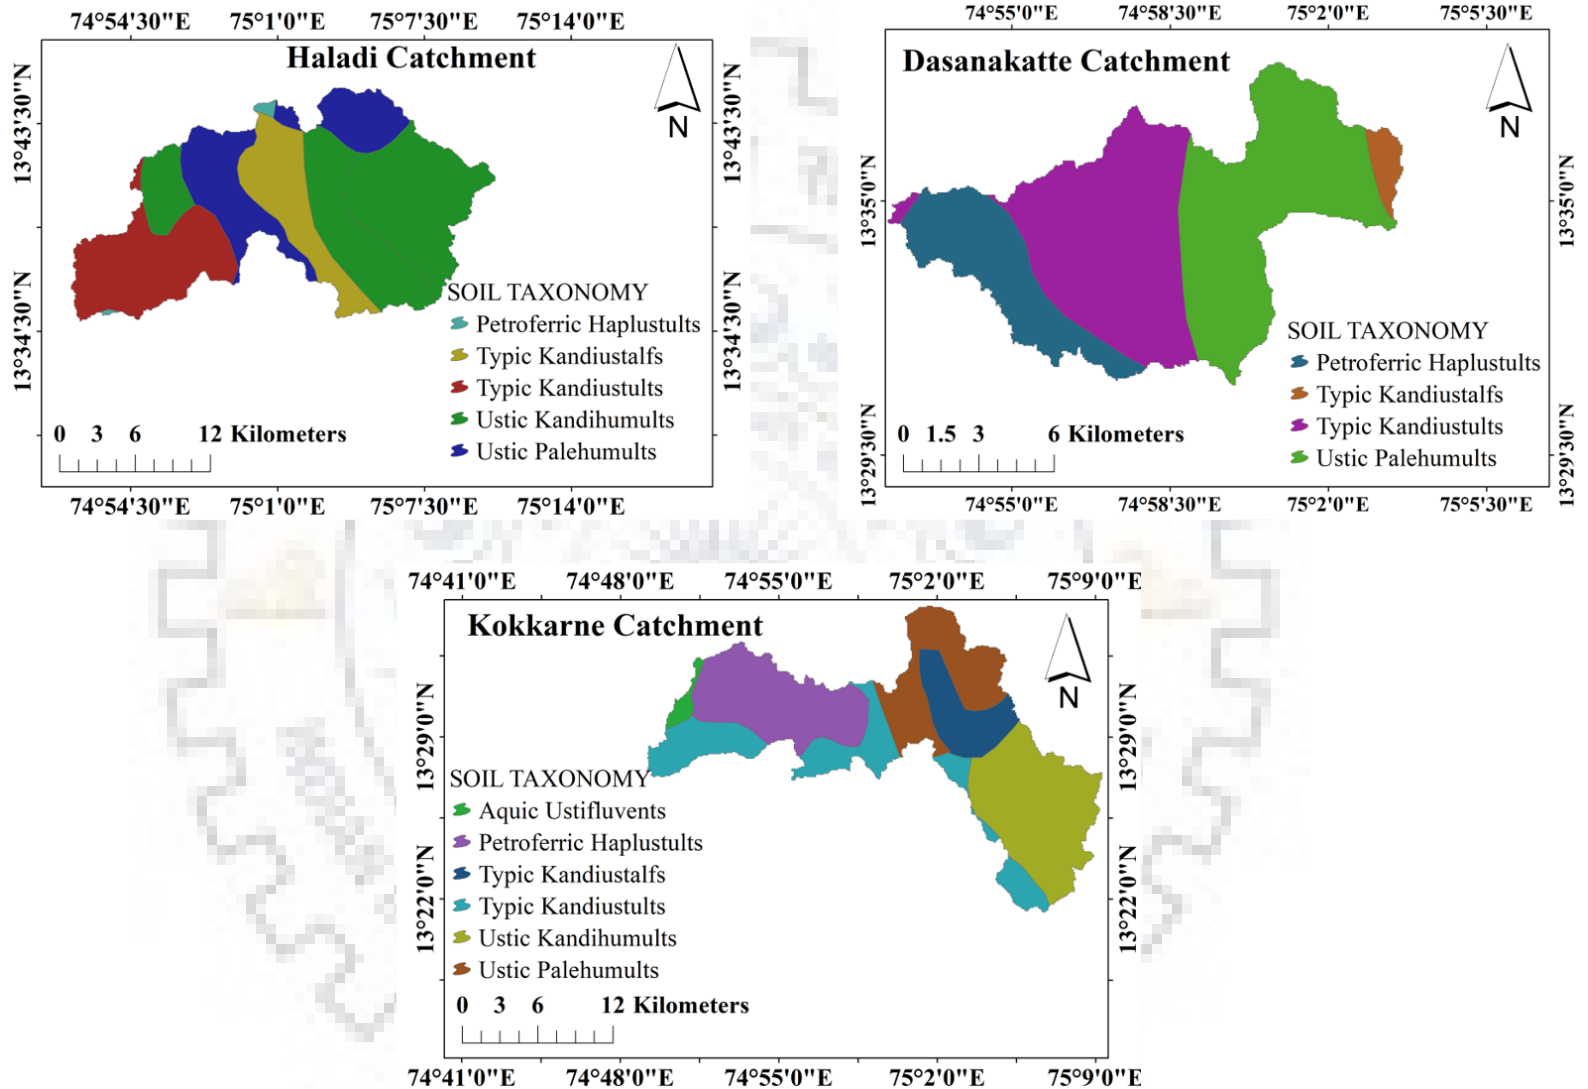 74°54'30"E 75°1'0"E 75°7'30"E 75°14'0"E
Haladi Catchment
N
13°43'30"N
13°43'30"N
13°34'30"N
13°34'30"N
SOIL TAXONOMY
Petroferric Haplustults
Typic Kandiustalfs
Typic Kandiustults
Ustic Kandihumults
Ustic Palehumults
0 3 6 12 Kilometers
74°54'30"E 75°1'0"E 75°7'30"E 75°14'0"E
74°55'0"E 74°58'30"E 75°2'0"E 75°5'30"E
Dasanakatte Catchment
N
13°35'0"N
13°35'0"N
13°29'30"N
13°29'30"N
SOIL TAXONOMY
Petroferric Haplustults
Typic Kandiustalfs
Typic Kandiustults
Ustic Palehumults
0 1.5 3 6 Kilometers
74°55'0"E 74°58'30"E 75°2'0"E 75°5'30"E
74°41'0"E 74°48'0"E 74°55'0"E 75°2'0"E 75°9'0"E
Kokkarne Catchment
N
13°29'0"N
13°29'0"N
13°22'0"N
13°22'0"N
SOIL TAXONOMY
Aquic Ustifluvents
Petroferric Haplustults
Typic Kandiustalfs
Typic Kandiustults
Ustic Kandihumults
Ustic Palehumults
0 3 6 12 Kilometers
74°41'0"E 74°48'0"E 74°55'0"E 75°2'0"E 75°9'0"E